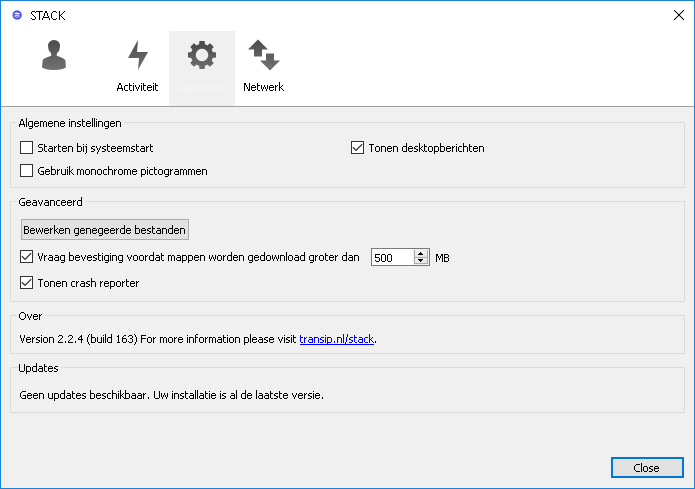 STACK
Activiteit
Netwerk
Algemene instellingen
Starten bij systeemstart
Tonen desktopberichten
Gebruik monochrome pictogrammen
Geavanceerd
Bewerken genegeerde bestanden
Vraag bevestiging voordat mappen worden gedownload groter dan 500 MB
Tonen crash reporter
Over
Version 2.2.4 (build 163) For more information please visit transip.nl/stack.
Updates
Geen updates beschikbaar. Uw installatie is al de laatste versie.
Close